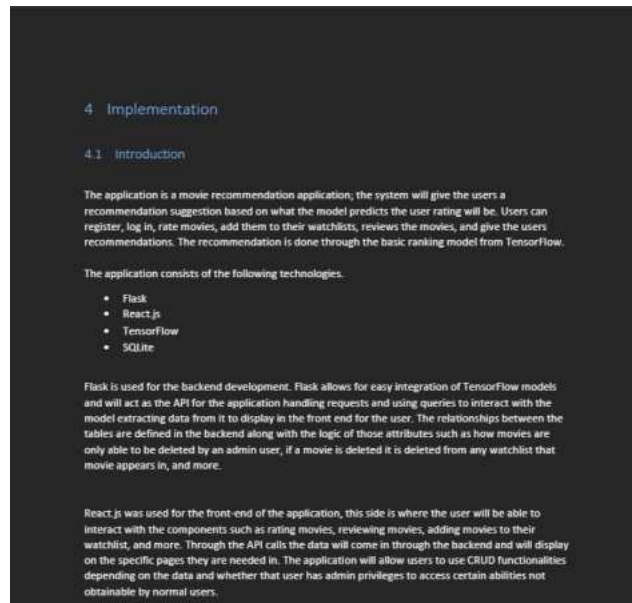 4 Implementation
4.1 Introduction
The application is a movie recommendation application; the system will give the users a
recommendation suggestion based on what the model predicts the user rating will be. Users can
register, log in, rate movies, add them to their watchlists, reviews the movies, and give the users
recommendations. The recommendation is done through the basic ranking model from TensorFlow.
The application consists of the following technologies.
• Flask
• React.js
• TensorFlow
• SQLite
Flask is used for the backend development. Flask allows for easy integration of TensorFlow models
and will act as the API for the application handling requests and using queries to interact with the
model extracting data from it to display in the front end for the user. The relationships between the
tables are defined in the backend along with the logic of those attributes such as how movies are
only able to be deleted by an admin user, if a movie is deleted it is deleted from any watchlist that
movie appears in, and more.
React.js was used for the front-end of the application, this side is where the user will be able to
interact with the components such as rating movies, reviewing movies, adding movies to their
watchlist, and more. Through the API calls the data will come in through the backend and will display
on the specific pages they are needed in. The application will allow users to use CRUD functionalities
depending on the data and whether that user has admin privileges to access certain abilities not
obtainable by normal users.